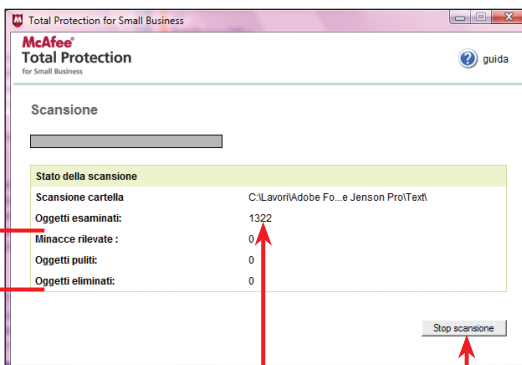 Total Protection for Small Business
McAfee®
Total Protection
for Small Business
guida
Scansione
Stato della scansione
Scansione cartella C:\Lavori\Adobe Fo...e Jenson Pro\Text\
Oggetti esaminati: 1322
Minacce rilevate : 0
Oggetti puliti: 0
Oggetti eliminati: 0
Stop scansione